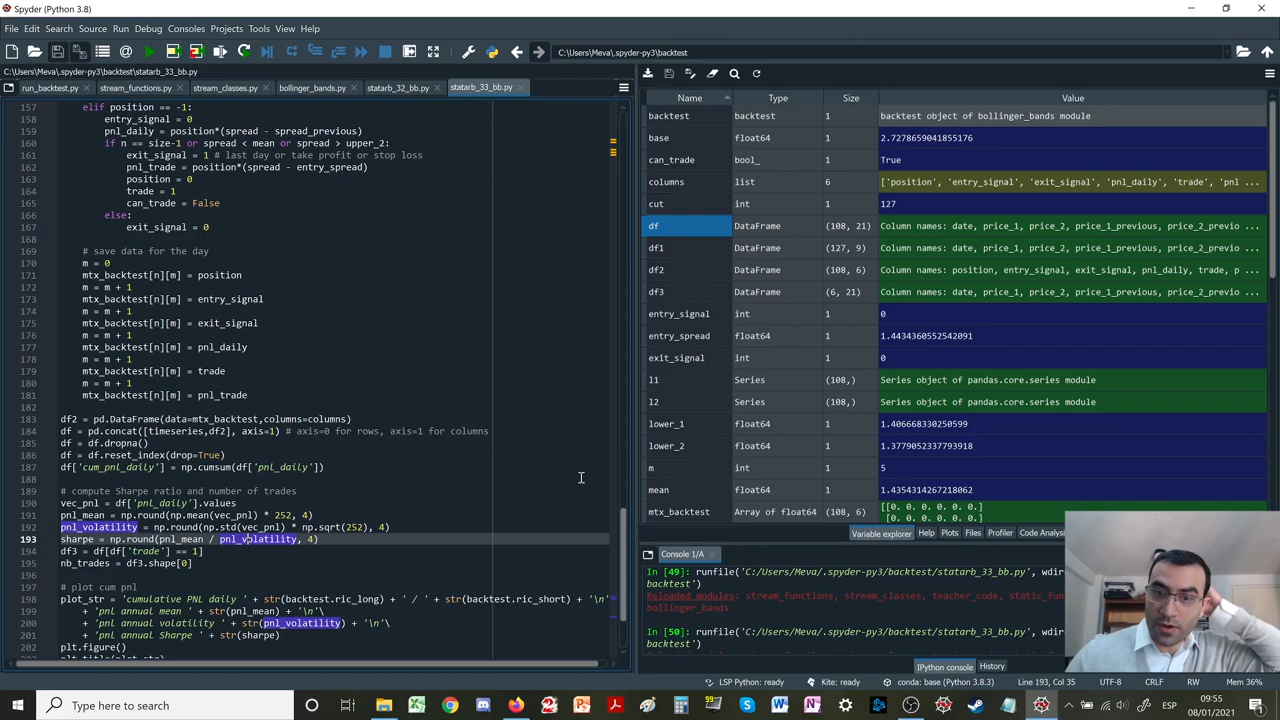 Spyder (Python 3.8)
File Edit Search Source Run Debug Consoles Projects Tools View Help
C:\Users\Meva\.spyder-py3\backtest
C:\Users\Meva\.spyder-py3\backtest\statarb_33_bb.py
run_backtest.py stream_functions.py stream_classes.py bollinger_bands.py statarb_32_bb.py statarb_33_bb.py
157 elif position == -1:
158 entry_signal = 0
159 pnl_daily = position*(spread - spread_previous)
160 if n == size-1 or spread < mean or spread > upper_2:
161 exit_signal = 1 # last day or take profit or stop loss
162 pnl_trade = position*(spread - entry_spread)
163 position = 0
164 trade = 1
165 can_trade = False
166 else:
167 exit_signal = 0
168
169 # save data for the day
170 m = 0
171 mtx_backtest[n][m] = position
172 m = m + 1
173 mtx_backtest[n][m] = entry_signal
174 m = m + 1
175 mtx_backtest[n][m] = exit_signal
176 m = m + 1
177 mtx_backtest[n][m] = pnl_daily
178 m = m + 1
179 mtx_backtest[n][m] = trade
180 m = m + 1
181 mtx_backtest[n][m] = pnl_trade
182
183 df2 = pd.DataFrame(data=mtx_backtest,columns=columns)
184 df = pd.concat([timeseries,df2], axis=1) # axis=0 for rows, axis=1 for columns
185 df = df.dropna()
186 df = df.reset_index(drop=True)
187 df['cum_pnl_daily'] = np.cumsum(df['pnl_daily'])
188
189 # compute Sharpe ratio and number of trades
190 vec_pnl = df['pnl_daily'].values
191 pnl_mean = np.round(np.mean(vec_pnl) * 252, 4)
192 pnl_volatility = np.round(np.std(vec_pnl) * np.sqrt(252), 4)
193 sharpe = np.round(pnl_mean / pnl_volatility, 4)
194 df3 = df[df['trade'] == 1]
195 nb_trades = df3.shape[0]
196
197 # plot cum pnl
198 plot_str = 'cumulative PNL daily ' + str(backtest.ric_long) + ' / ' + str(backtest.ric_short) + '\n'
199 + 'pnl annual mean ' + str(pnl_mean) + '\n'\
200 + 'pnl annual volatility ' + str(pnl_volatility) + '\n'\
201 + 'pnl annual Sharpe ' + str(sharpe)
202 plt.figure()
Name Type Size Value
backtest backtest 1 backtest object of bollinger_bands module
base float64 1 2.7278659041855176
can_trade bool_ 1 True
columns list 6 ['position', 'entry_signal', 'exit_signal', 'pnl_daily', 'trade', 'pnl ...
cut int 1 127
df DataFrame (108, 21) Column names: date, price_1, price_2, price_1_previous, price_2_previo ...
df1 DataFrame (127, 9) Column names: date, price_1, price_2, price_1_previous, price_2_previo ...
df2 DataFrame (108, 6) Column names: position, entry_signal, exit_signal, pnl_daily, trade, p ...
df3 DataFrame (6, 21) Column names: date, price_1, price_2, price_1_previous, price_2_previo ...
entry_signal int 1 0
entry_spread float64 1 1.4434360552542091
exit_signal int 1 0
l1 Series (108,) Series object of pandas.core.series module
l2 Series (108,) Series object of pandas.core.series module
lower_1 float64 1 1.406668330250599
lower_2 float64 1 1.3779052337793918
m int 1 5
mean float64 1 1.4354314267218062
mtx_backtest Array of float64 (108, 6) [[0. 0. 0. 0. 0. 0.]
[0. 0. 0. 0. 0. 0.]
Variable explorer Help Plots Files Profiler Code Analysis
Console 1/A
In [49]: runfile('C:/Users/Meva/.spyder-py3/backtest/statarb_33_bb.py', wdir
backtest')
Reloaded modules: stream_functions, stream_classes, teacher_code, static_fun
bollinger_bands
In [50]: runfile('C:/Users/Meva/.spyder-py3/backtest/statarb_33_bb.py', wdir
backtest')
IPython console History
LSP Python: ready Kite: ready conda: base (Python 3.8.3) Line 193, Col 35 UTF-8 CRLF RW Mem 36%
Type here to search
99+
ESP
09:55
08/01/2021